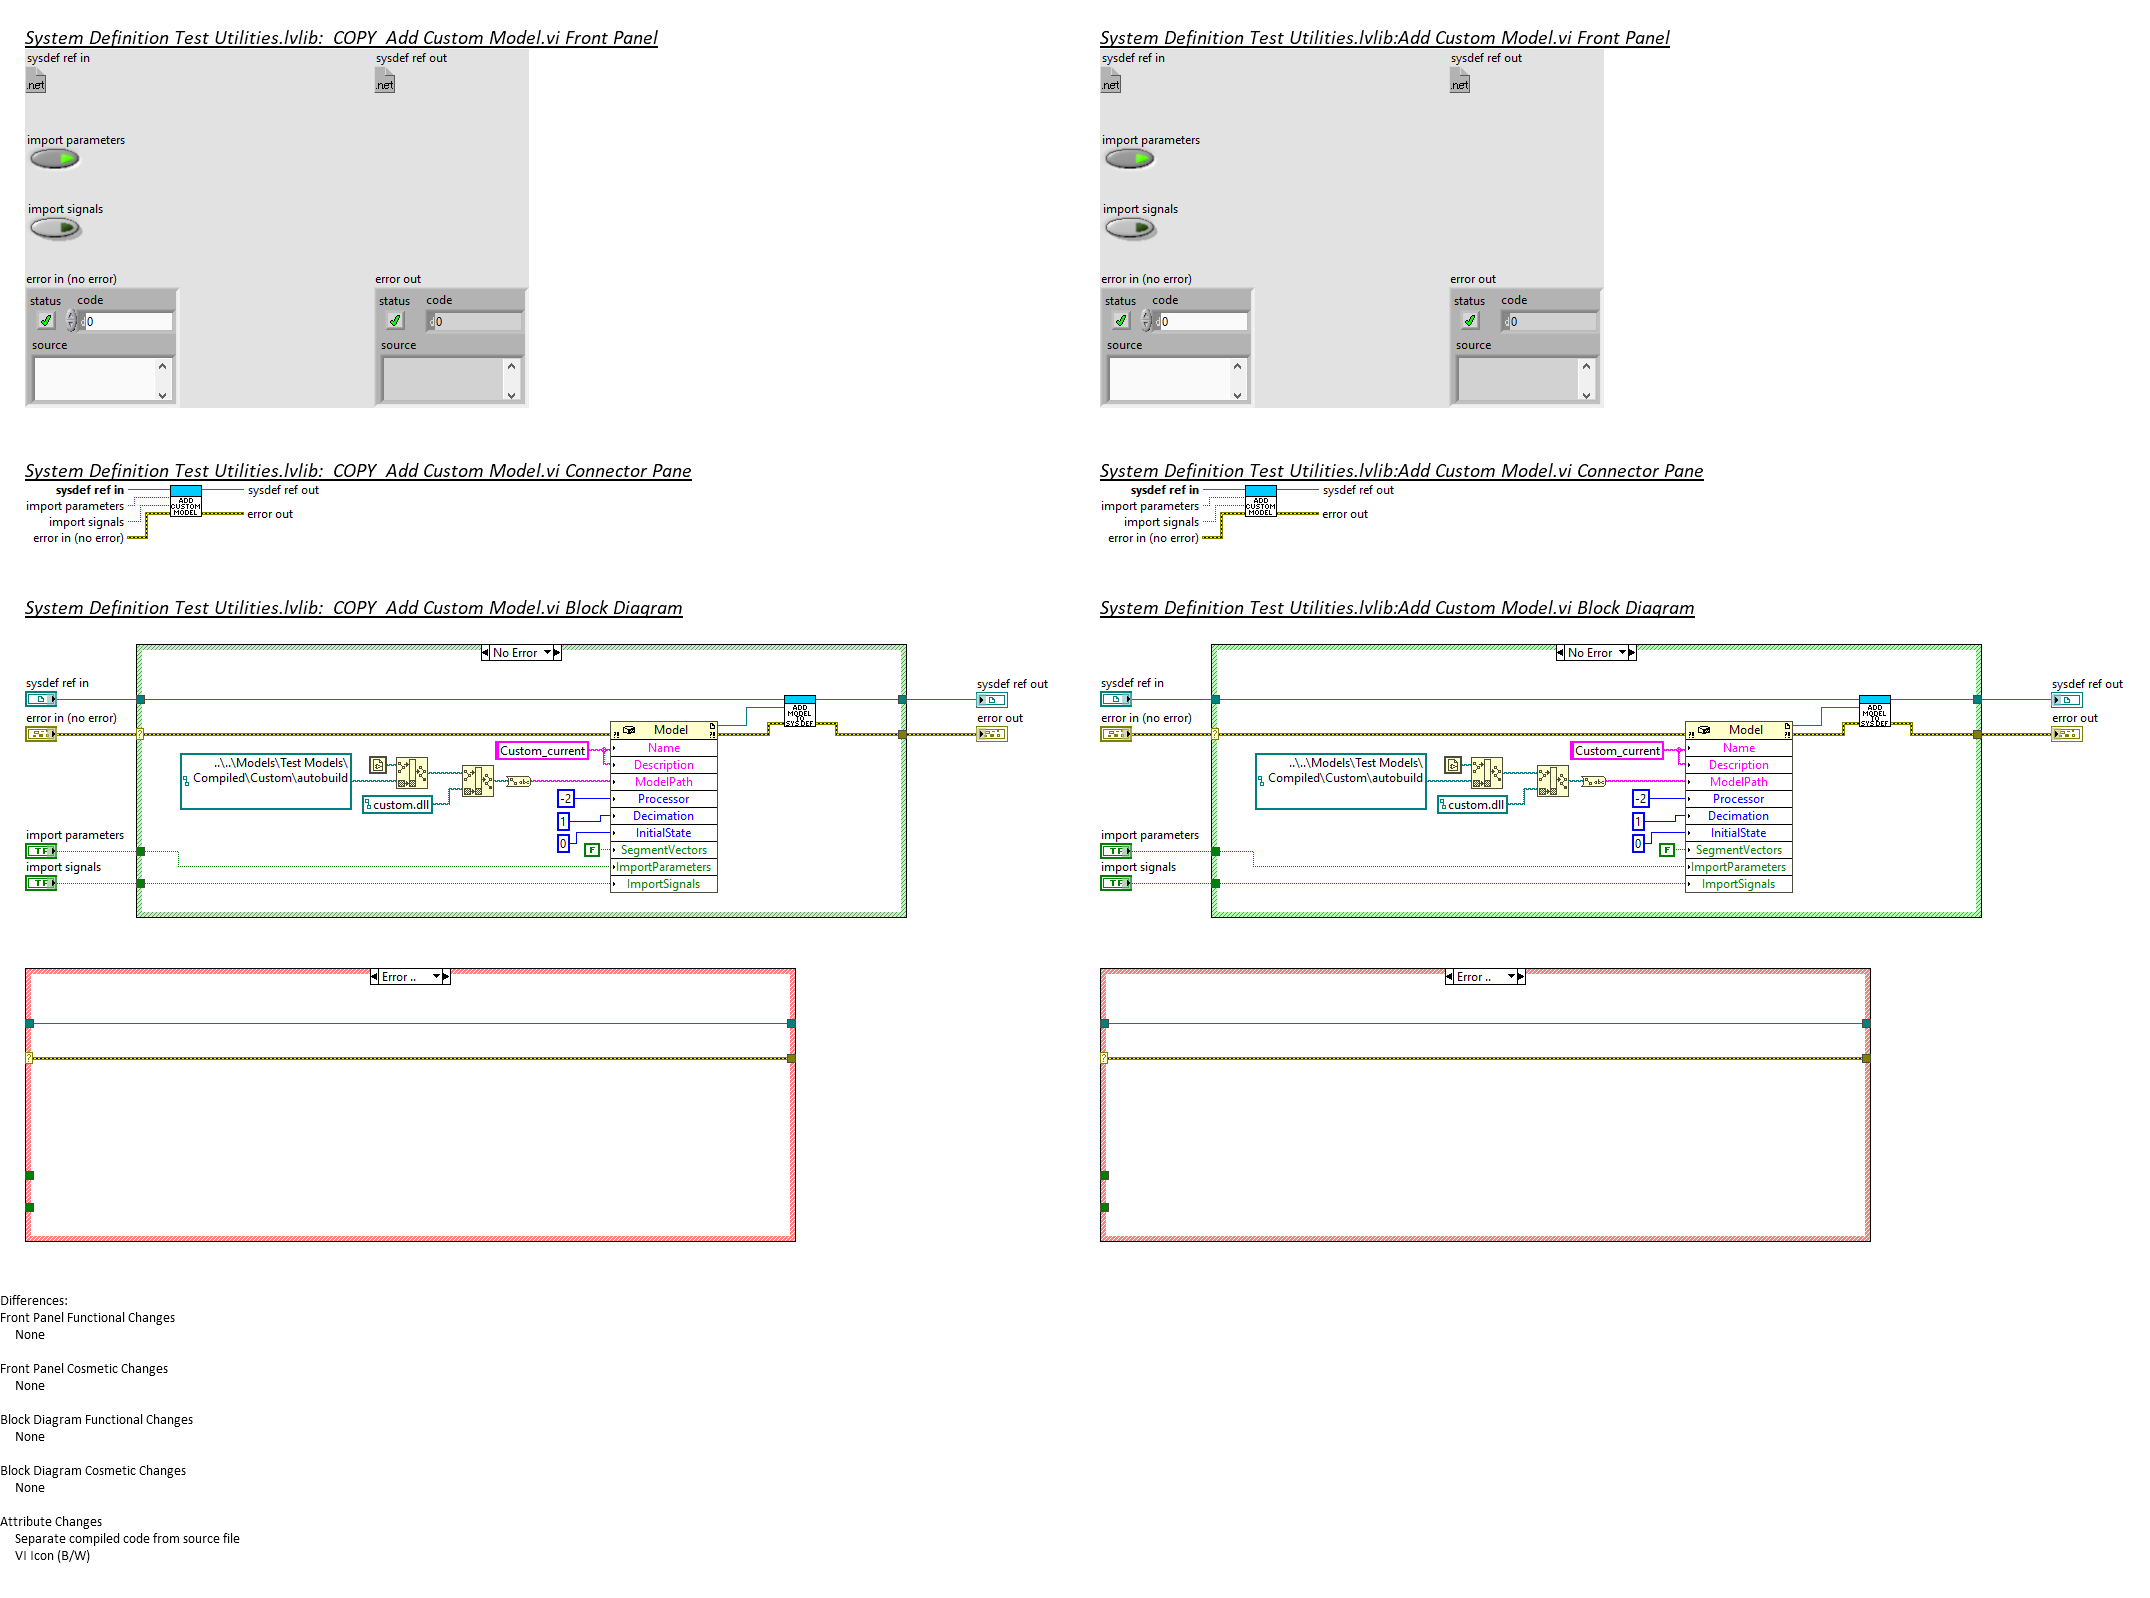 System Definition Test Utilities.lvlib:  COPY  Add Custom Model.vi Front Panel
sysdef ref in
sysdef ref out
.net
.net
import parameters
import signals
error in (no error)
error out
status
code
status
code
0
0
source
source
System Definition Test Utilities.lvlib:Add Custom Model.vi Front Panel
sysdef ref in
sysdef ref out
.net
.net
import parameters
import signals
error in (no error)
error out
status
code
status
code
0
0
source
source
System Definition Test Utilities.lvlib:  COPY  Add Custom Model.vi Connector Pane
sysdef ref in
import parameters
import signals
error in (no error)
ADD
CUSTOM
MODEL
sysdef ref out
error out
System Definition Test Utilities.lvlib:Add Custom Model.vi Connector Pane
sysdef ref in
import parameters
import signals
error in (no error)
ADD
CUSTOM
MODEL
sysdef ref out
error out
System Definition Test Utilities.lvlib:  COPY  Add Custom Model.vi Block Diagram
No Error
sysdef ref in
error in (no error)
sysdef ref out
error out
ADD
MODEL
TO
SYS DEF
Model
Name
Description
ModelPath
Processor
Decimation
InitialState
SegmentVectors
ImportParameters
ImportSignals
Custom_current
..\..\Models\Test Models\
Compiled\Custom\autobuild
custom.dll
abc
-2
1
0
F
import parameters
TF
import signals
TF
Error ..
System Definition Test Utilities.lvlib:Add Custom Model.vi Block Diagram
No Error
sysdef ref in
error in (no error)
sysdef ref out
error out
ADD
MODEL
TO
SYS DEF
Model
Name
Description
ModelPath
Processor
Decimation
InitialState
SegmentVectors
ImportParameters
ImportSignals
Custom_current
..\..\Models\Test Models\
Compiled\Custom\autobuild
custom.dll
abc
-2
1
0
F
import parameters
TF
import signals
TF
Error ..
Differences:
Front Panel Functional Changes
None
Front Panel Cosmetic Changes
None
Block Diagram Functional Changes
None
Block Diagram Cosmetic Changes
None
Attribute Changes
Separate compiled code from source file
VI Icon (B/W)